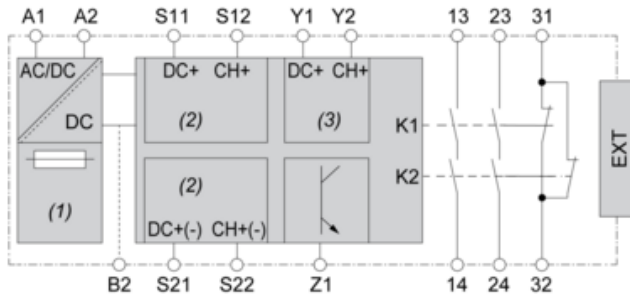 A1 A2 S11 S12 Y1 Y2 13 23 31
AC/DC DC+ CH+ DC+ CH+
DC (2) (3) K1
EXT
(2) K2
(1)
DC+(-) CH+(-)
B2 S21 S22 Z1 14 24 32